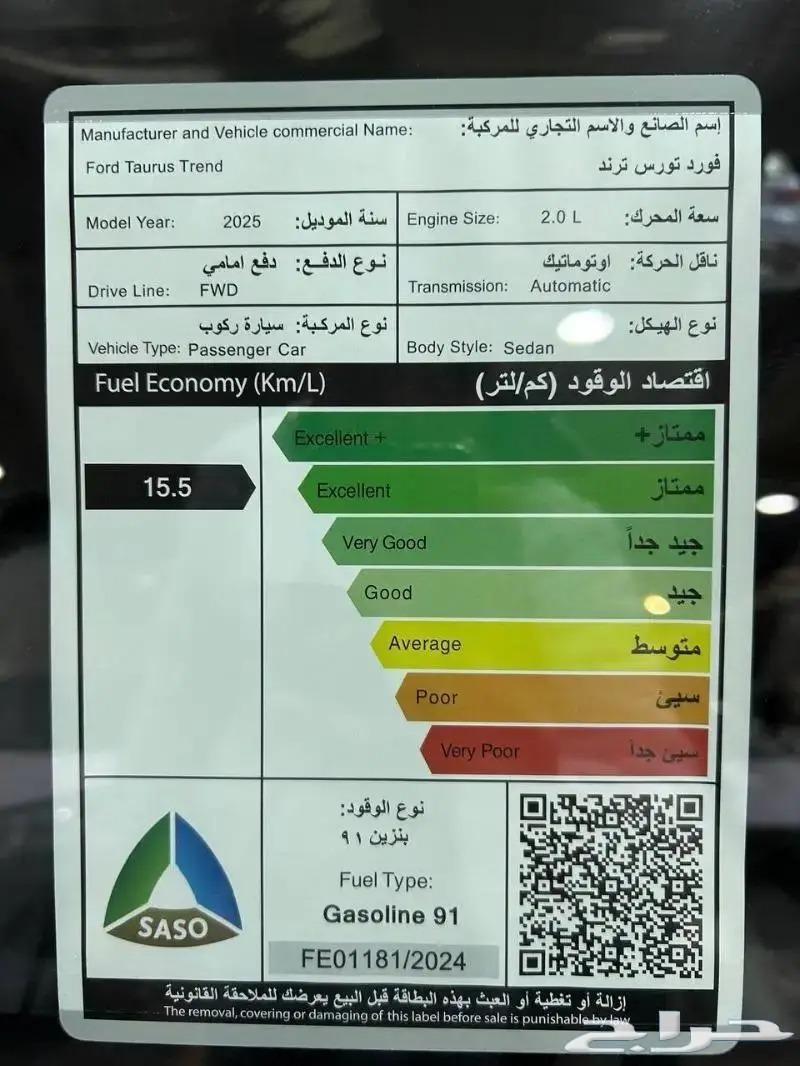 Manufacturer and Vehicle commercial Name: إسم الصانع والاسم التجاري للمركبة:
Ford Taurus Trend فورد تورس ترند
Model Year: 2025 سنة الموديل:
Engine Size: 2.0 L سعة المحرك:
نوع الدفع: دفع امامي
Drive Line: FWD
ناقل الحركة: اوتوماتيك
Transmission: Automatic
نوع المركبة: سيارة ركوب
Vehicle Type: Passenger Car
نوع الهيكل:
Body Style: Sedan
Fuel Economy (Km/L) اقتصاد الوقود (كم/لتر)
Excellent + ممتاز+
15.5
Excellent ممتاز
Very Good جيد جداً
Good جيد
Average متوسط
Poor سيئ
Very Poor سيئ جداً
SASO
نوع الوقود:
بنزين ٩١
Fuel Type:
Gasoline 91
FE01181/2024
إزالة أو تغطية أو العبث بهذه البطاقة قبل البيع يعرضك للملاحقة القانونية
The removal, covering or damaging of this label before sale is punishable by law
حراج